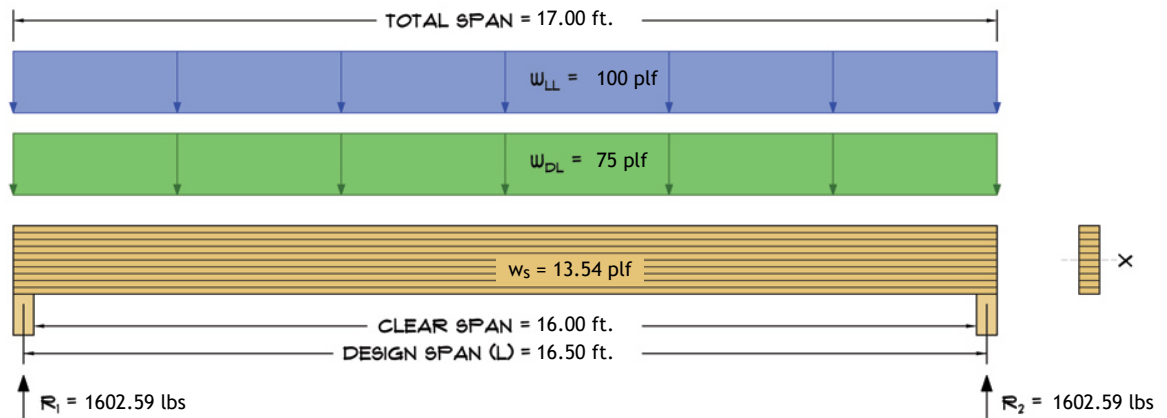 TOTAL SPAN = 17.00 ft.
WLL = 100 plf
WDL = 75 plf
ws = 13.54 plf
X
CLEAR SPAN = 16.00 ft.
DESIGN SPAN (L) = 16.50 ft.
R1 = 1602.59 lbs
R2 = 1602.59 lbs